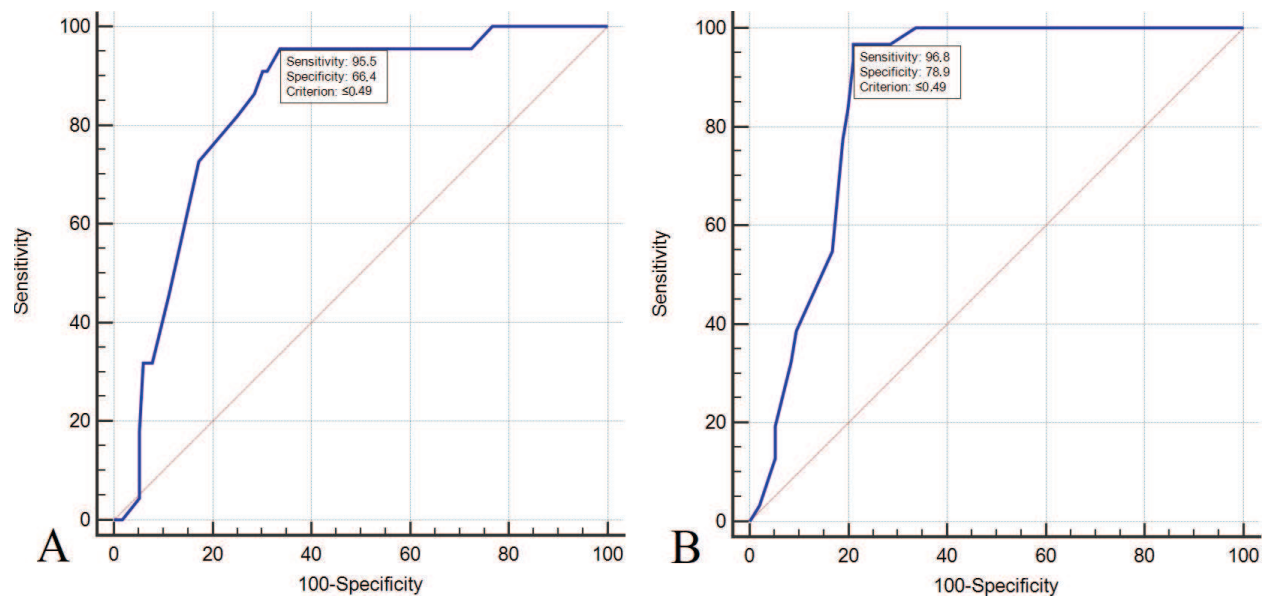 100
80
60
40
20
0
Sensitivity
Sensitivity: 95.5
Specificity: 66.4
Criterion: ≤0.49
0 20 40 60 80 100
100-Specificity
A
100
80
60
40
20
0
Sensitivity
Sensitivity: 96.8
Specificity: 78.9
Criterion: ≤0.49
0 20 40 60 80 100
100-Specificity
B